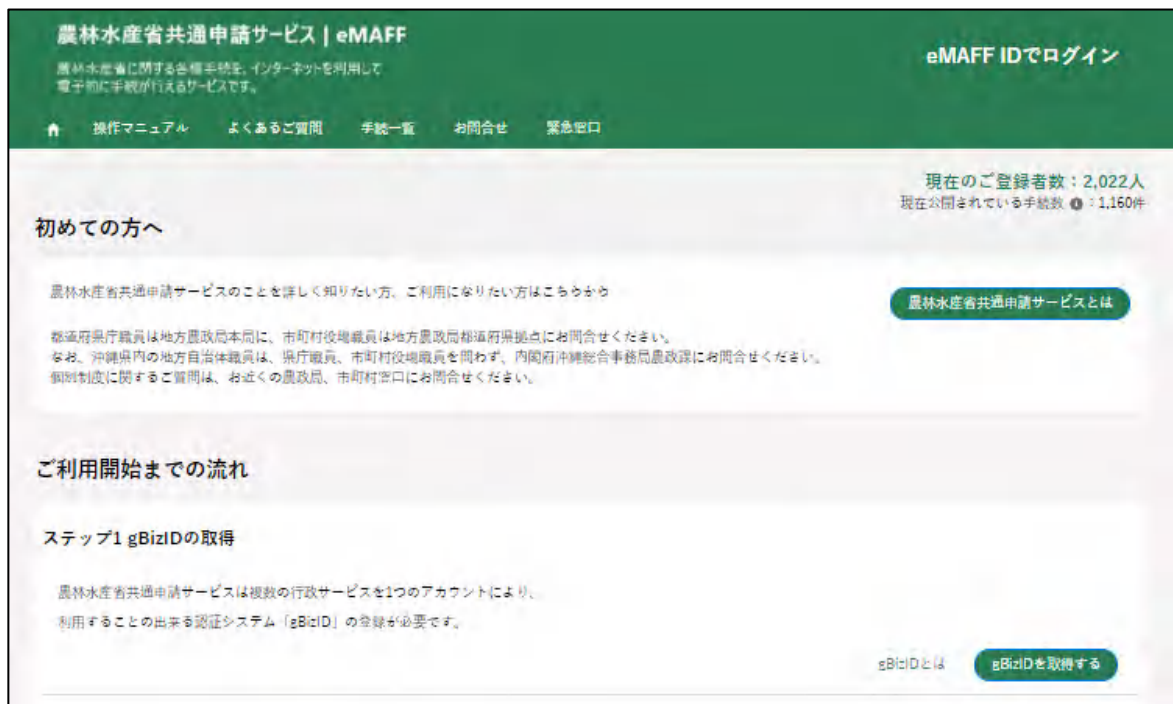 農林水産省共通申請サービス | eMAFF
農林水産省に関する各種手続を、インターネットを利用して
電子的に手続が行えるサービスです。
eMAFF IDでログイン
操作マニュアル よくあるご質問 手続一覧 お問合せ 緊急窓口
現在のご登録者数：2,022人
現在公開されている手続数 ：1,160件
初めての方へ
農林水産省共通申請サービスのことを詳しく知りたい方、ご利用になりたい方はこちらから
農林水産省共通申請サービスとは
都道府県庁職員は地方農政局本局に、市町村役場職員は地方農政局都道府県拠点にお問合せください。
なお、沖縄県内の地方自治体職員は、県庁職員、市町村役場職員を問わず、内閣府沖縄総合事務局農政課にお問合せください。
個別制度に関するご質問は、お近くの農政局、市町村窓口にお問合せください。
ご利用開始までの流れ
ステップ1 gBizIDの取得
農林水産省共通申請サービスは複数の行政サービスを1つのアカウントにより、
利用することの出来る認証システム「gBizID」の登録が必要です。
gBizIDとは gBizIDを取得する